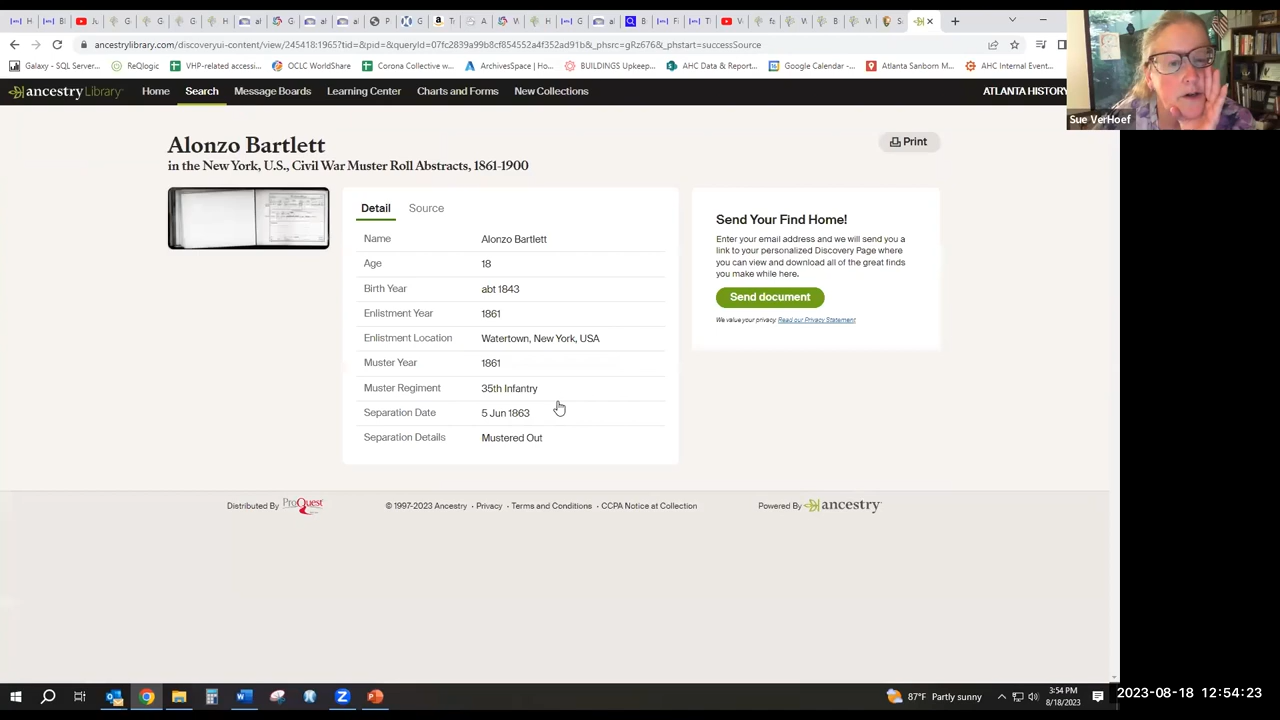 ancestrylibrary.com/discoveryui-content/view/245418:1965?tid=&pid=&queryId=07fc2839a99b8cf854552a4f352ad91b&_phsrc=gRz676&_phstart=successSource
Galaxy - SQL Server... ReQlogic VHP-related accessi... OCLC WorldShare Corona Collective w... ArchivesSpace | Ho... BUILDINGS Upkeep... AHC Data & Report... Google Calendar -... Atlanta Sanborn M... AHC Internal Event...
ancestryLibrary Home Search Message Boards Learning Center Charts and Forms New Collections ATLANTA HISTORY
Sue VerHoef
Alonzo Bartlett
in the New York, U.S., Civil War Muster Roll Abstracts, 1861-1900
Print
Detail Source
Name Alonzo Bartlett
Age 18
Birth Year abt 1843
Enlistment Year 1861
Enlistment Location Watertown, New York, USA
Muster Year 1861
Muster Regiment 35th Infantry
Separation Date 5 Jun 1863
Separation Details Mustered Out
Send Your Find Home!
Enter your email address and we will send you a
link to your personalized Discovery Page where
you can view and download all of the great finds
you make while here.
Send document
We value your privacy. Read our Privacy Statement
Distributed By ProQuest © 1997-2023 Ancestry · Privacy · Terms and Conditions · CCPA Notice at Collection Powered By ancestry
87°F Partly sunny
3:54 PM
8/18/2023
2023-08-18 12:54:23